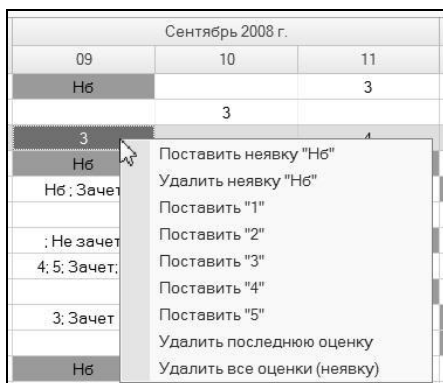 Сентябрь 2008 г.
09 10 11
Нб 3
3
3 4
Нб
Поставить неявку "Нб"
Удалить неявку "Нб"
Нб ; Зачет
Поставить "1"
; Не зачет
Поставить "2"
4; 5; Зачет;
Поставить "3"
Поставить "4"
3; Зачет
Поставить "5"
Удалить последнюю оценку
Нб
Удалить все оценки (неявку)